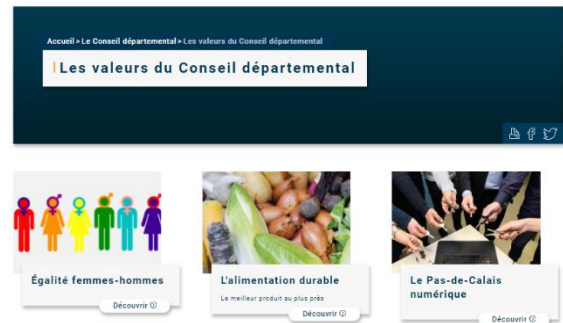 Accueil > Le Conseil départemental > Les valeurs du Conseil départemental
Les valeurs du Conseil départemental
Égalité femmes-hommes
Découvrir
L'alimentation durable
Le meilleur produit au plus près
Découvrir
Le Pas-de-Calais
numérique
Découvrir